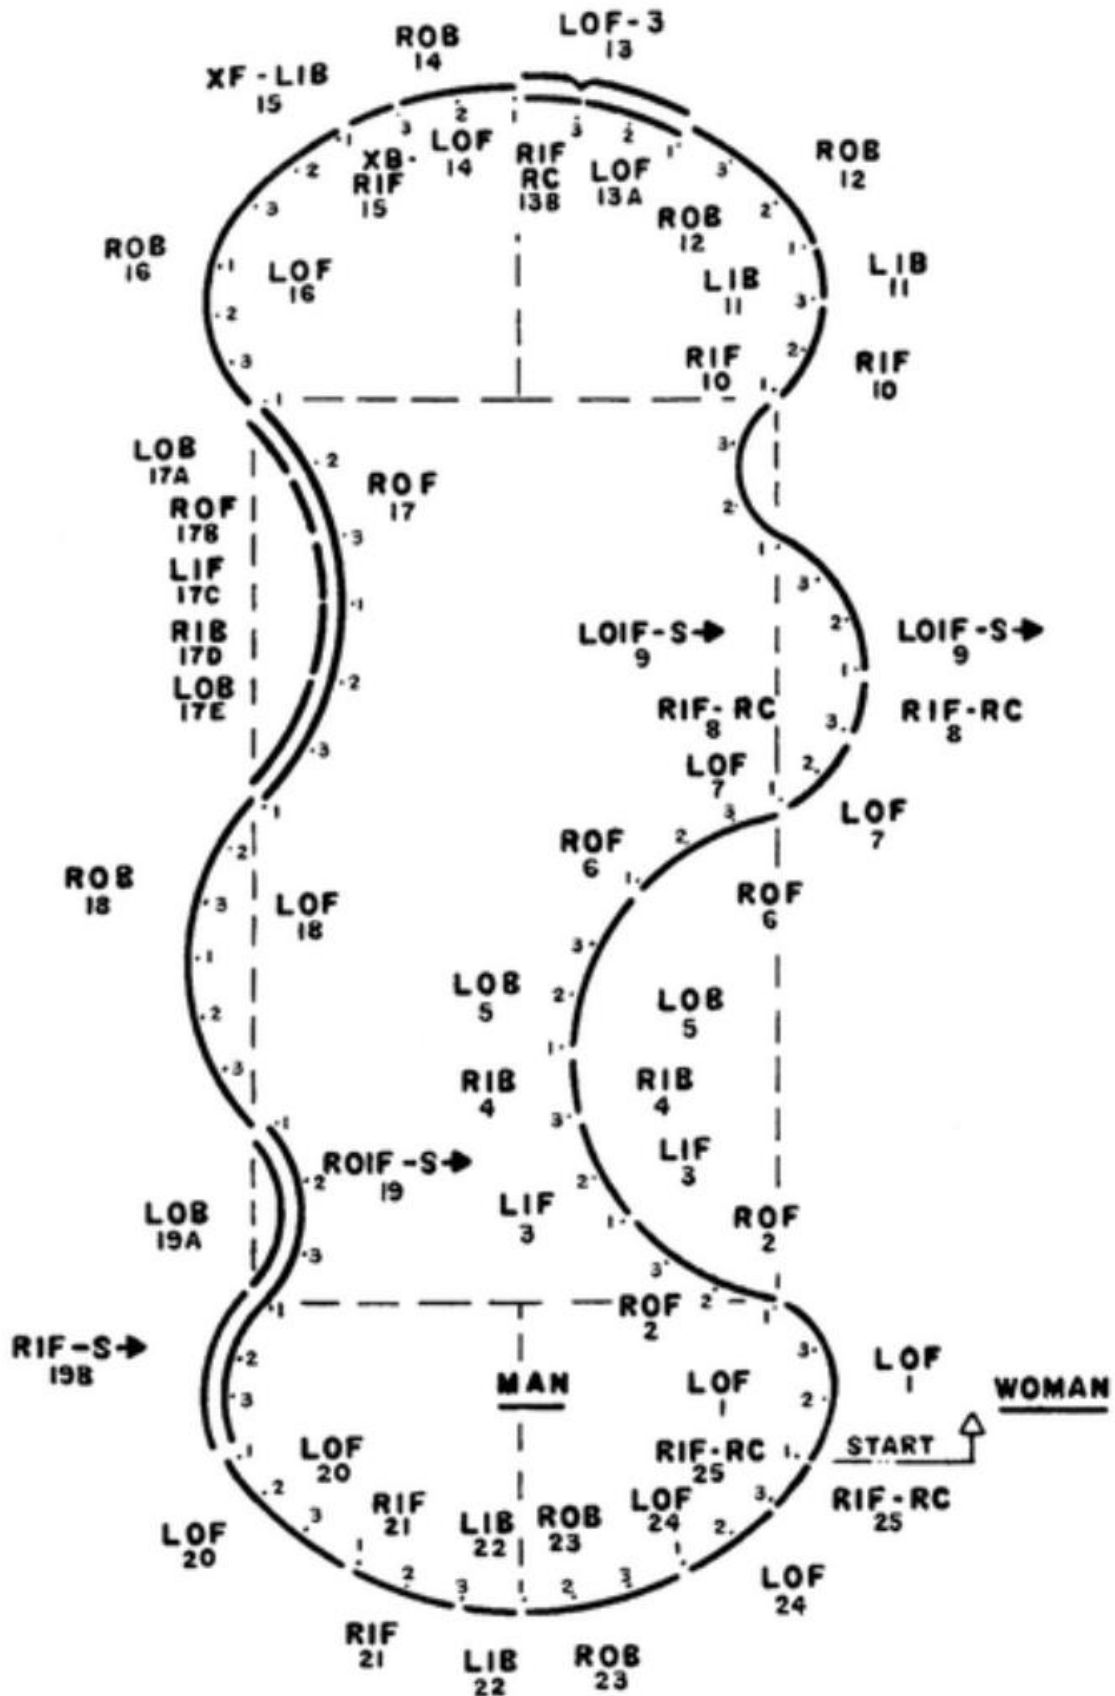 LOF-3
13
ROB
14
XF-LIB
15
LOF
14
XB-
RIF
15
RIF
RC
13B
LOF
13A
ROB
12
ROB
12
LIB
11
LIB
11
RIF
10
RIF
10
ROB
16
LOF
16
LOB
17A
ROF
17B
LIF
17C
RIB
17D
LOB
17E
ROF
17
LOIF-S→
9
LOIF-S→
9
RIF-RC
8
RIF-RC
8
LOF
7
LOF
7
ROF
6
ROF
6
ROB
18
LOF
18
LOB
5
LOB
5
RIB
4
RIB
4
LIF
3
LIF
3
ROIF-S→
19
LOB
19A
ROF
2
ROF
2
RIF-S→
19B
MAN
LOF
1
LOF
1
WOMAN
START
RIF-RC
25
RIF-RC
25
LOF
20
LOF
20
RIF
21
RIF
21
LIB
22
LIB
22
ROB
23
ROB
23
LOF
24
LOF
24